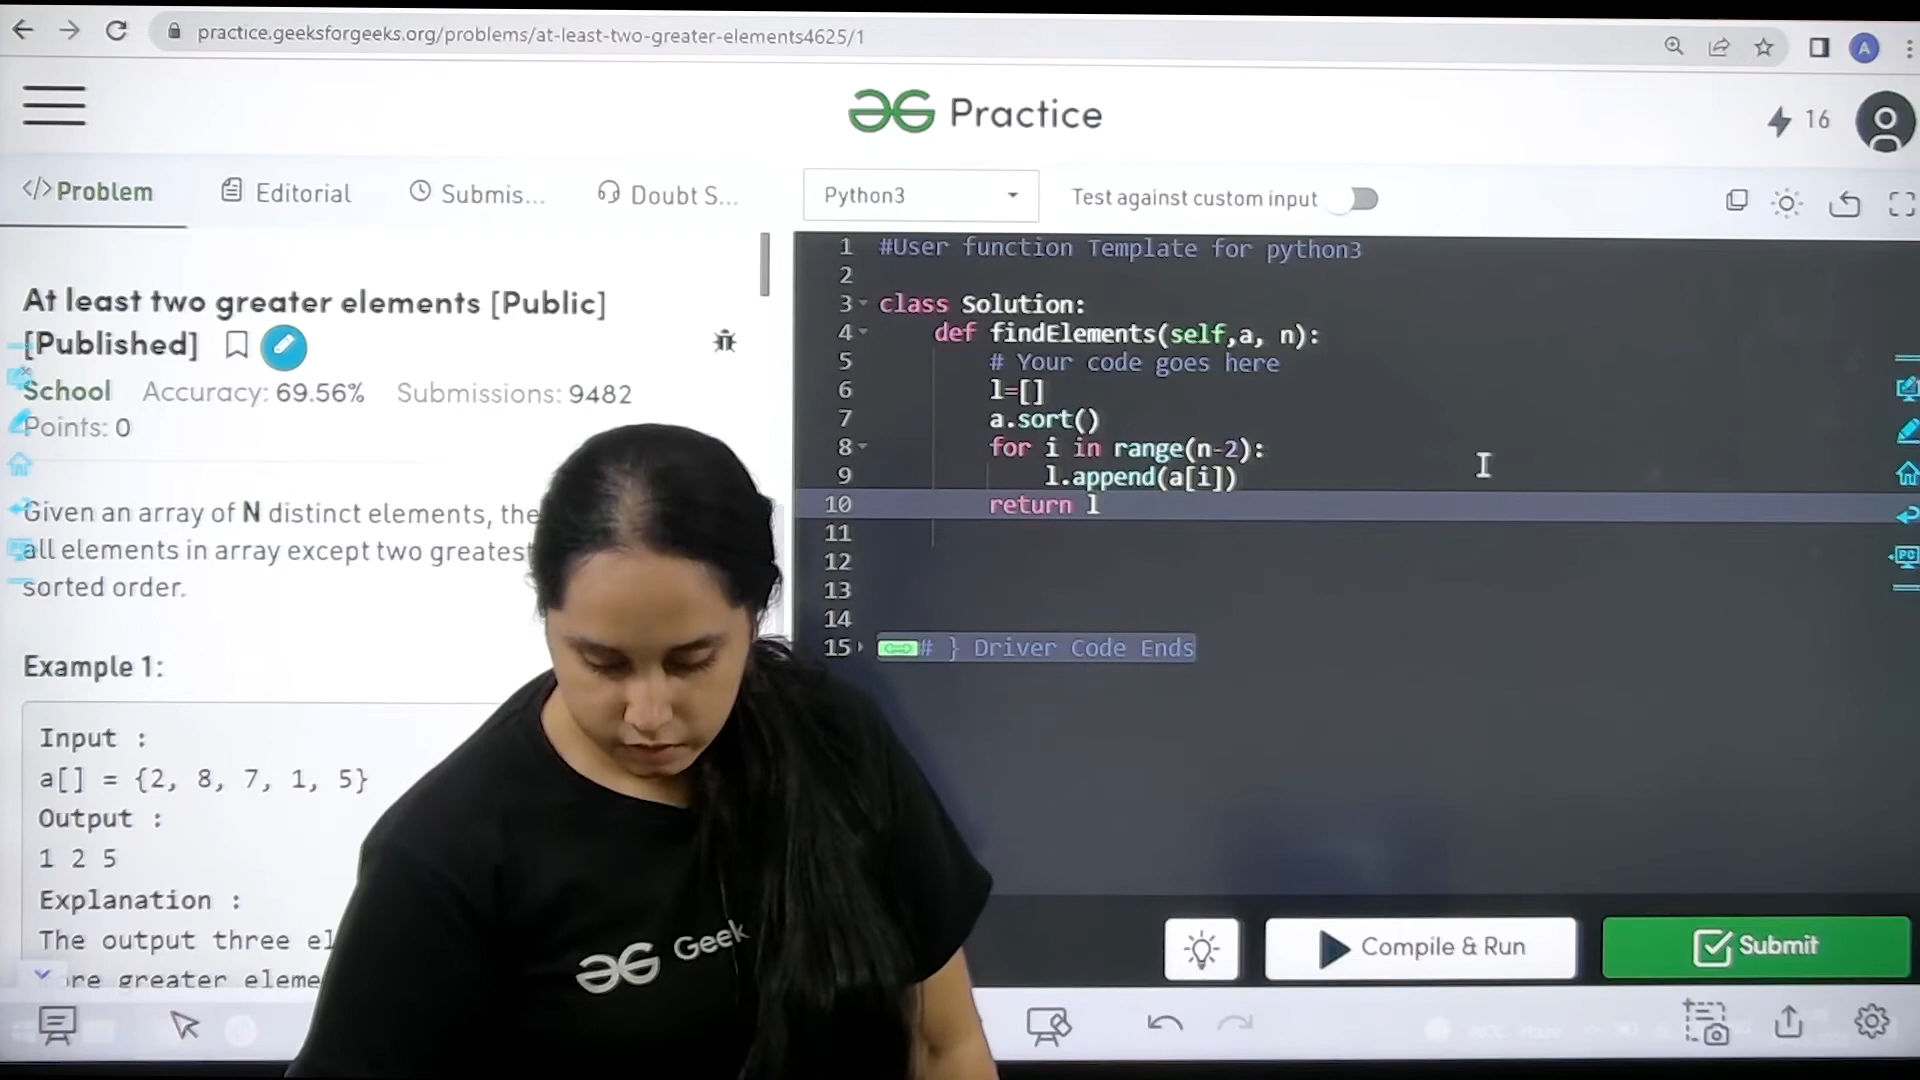 practice.geeksforgeeks.org/problems/at-least-two-greater-elements4625/1
A
Practice
16
</> Problem
Editorial
Submis...
Doubt S...
Python3
Test against custom input
At least two greater elements [Public]
[Published]
School Accuracy: 69.56% Submissions: 9482
Points: 0
Given an array of N distinct elements, the
all elements in array except two greatest
sorted order.
Example 1:
Input :
a[] = {2, 8, 7, 1, 5}
Output :
1 2 5
Explanation :
The output three el
re greater eleme
1 #User function Template for python3
2
3 class Solution:
4 def findElements(self,a, n):
5 # Your code goes here
6 l=[]
7 a.sort()
8 for i in range(n-2):
9 l.append(a[i])
10 return l
11
12
13
14
15 # } Driver Code Ends
Compile & Run
Submit
Geek
PC